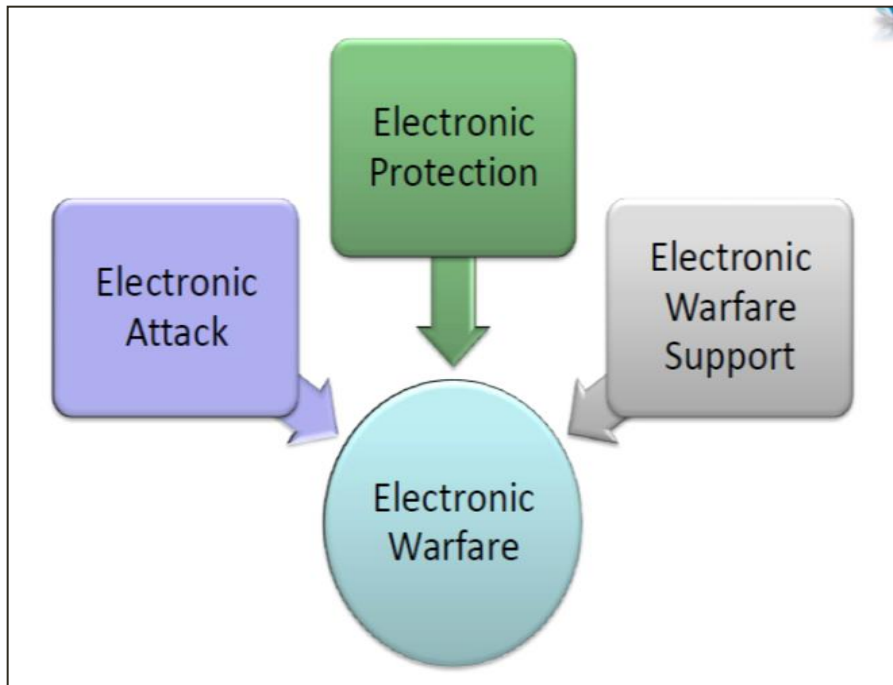 Electronic
Protection
Electronic
Attack
Electronic
Warfare
Support
Electronic
Warfare